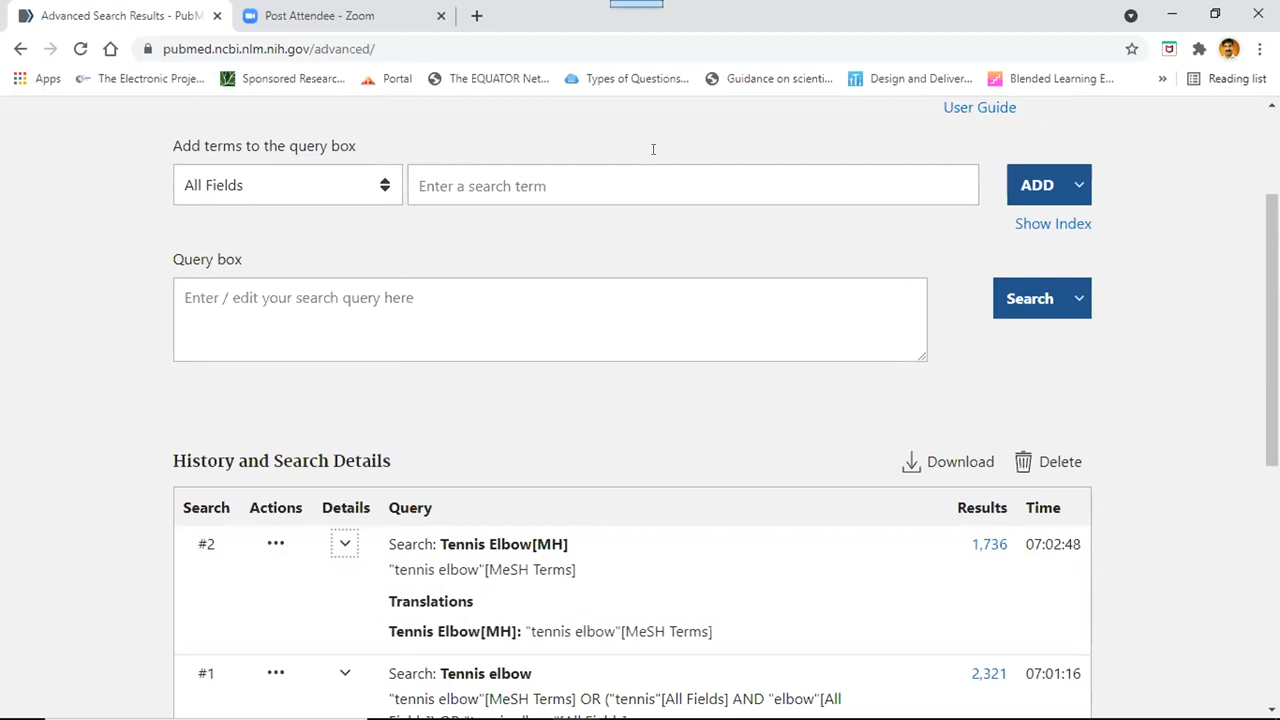 Advanced Search Results - PubM
Post Attendee - Zoom
pubmed.ncbi.nlm.nih.gov/advanced/
Apps
The Electronic Proje...
Sponsored Researc...
Portal
The EQUATOR Net...
Types of Questions...
Guidance on scienti...
Design and Deliver...
Blended Learning E...
»
Reading list
User Guide
Add terms to the query box
All Fields
Enter a search term
ADD
Show Index
Query box
Enter / edit your search query here
Search
History and Search Details
Download
Delete
Search Actions Details Query Results Time
#2 ... Search: Tennis Elbow[MH] 1,736 07:02:48
"tennis elbow"[MeSH Terms]
Translations
Tennis Elbow[MH]: "tennis elbow"[MeSH Terms]
#1 ... Search: Tennis elbow 2,321 07:01:16
"tennis elbow"[MeSH Terms] OR ("tennis"[All Fields] AND "elbow"[All